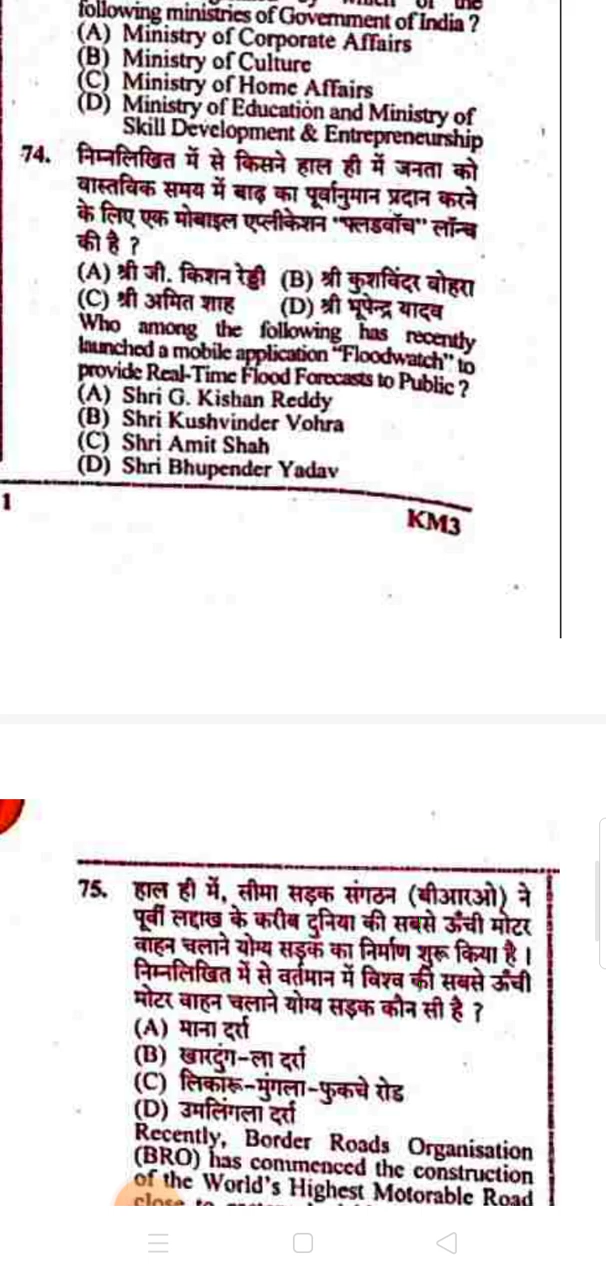 following ministries of Government of India ?
(A) Ministry of Corporate Affairs
(B) Ministry of Culture
(C) Ministry of Home Affairs
(D) Ministry of Education and Ministry of
Skill Development & Entrepreneurship
74. निम्नलिखित में से किसने हाल ही में जनता को
वास्तविक समय में बाढ़ का पूर्वानुमान प्रदान करने
के लिए एक मोबाइल एप्लीकेशन "फ्लडवॉच" लॉन्च
की है ?
(A) श्री जी. किशन रेड्डी (B) श्री कुशविंदर वोहरा
(C) श्री अमित शाह (D) श्री भूपेन्द्र यादव
Who among the following has recently
launched a mobile application "Floodwatch" to
provide Real-Time Flood Forecasts to Public ?
(A) Shri G. Kishan Reddy
(B) Shri Kushvinder Vohra
(C) Shri Amit Shah
(D) Shri Bhupender Yadav
1
KM3
75. हाल ही में, सीमा सड़क संगठन (बीआरओ) ने
पूर्वी लद्दाख के करीब दुनिया की सबसे ऊँची मोटर
वाहन चलाने योग्य सड़क का निर्माण शुरू किया है ।
निम्नलिखित में से वर्तमान में विश्व की सबसे ऊँची
मोटर वाहन चलाने योग्य सड़क कौन सी है ?
(A) माना दर्रा
(B) खारदुंग-ला दर्रा
(C) लिकारू-मुंगला-फुकचे रोड
(D) उमलिंगला दर्रा
Recently, Border Roads Organisation
(BRO) has commenced the construction
of the World's Highest Motorable Road